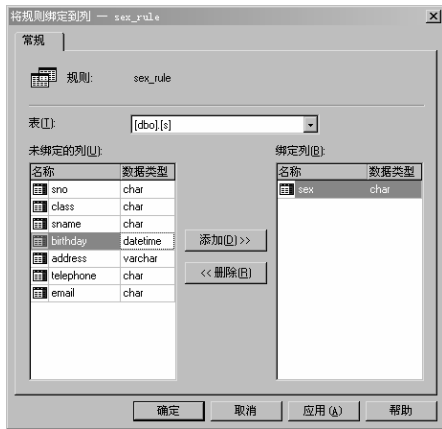 将规则绑定到列 — sex_rule
常规
规则: sex_rule
表(T): [dbo].[s]
未绑定的列(U): 绑定列(B):
名称 数据类型 名称 数据类型
sno char sex char
class char
sname char
birthday datetime 添加(D)>>
address varchar
telephone char <<删除(R)
email char
确定 取消 应用(A) 帮助